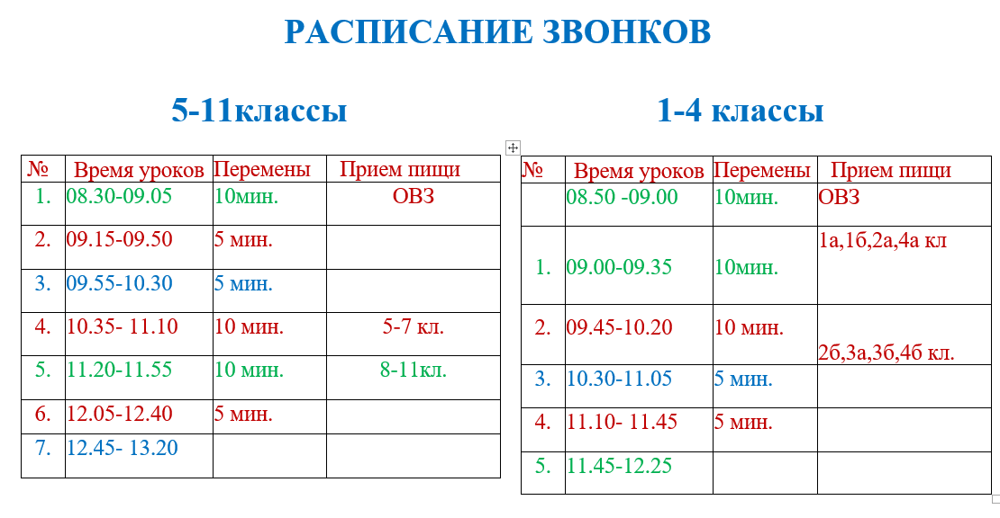 РАСПИСАНИЕ ЗВОНКОВ
5-11классы
№ Время уроков Перемены Прием пищи
1. 08.30-09.05 10мин. ОВЗ
2. 09.15-09.50 5 мин.
3. 09.55-10.30 5 мин.
4. 10.35- 11.10 10 мин. 5-7 кл.
5. 11.20-11.55 10 мин. 8-11кл.
6. 12.05-12.40 5 мин.
7. 12.45- 13.20
1-4 классы
№ Время уроков Перемены Прием пищи
08.50 -09.00 10мин. ОВЗ
1а,1б,2а,4а кл
1. 09.00-09.35 10мин.
2. 09.45-10.20 10 мин.
2б,3а,3б,4б кл.
3. 10.30-11.05 5 мин.
4. 11.10- 11.45 5 мин.
5. 11.45-12.25